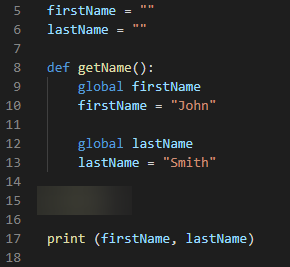 5 firstName = ""
6 lastName = ""
7
8 def getName():
9 global firstName
10 firstName = "John"
11
12 global lastName
13 lastName = "Smith"
14
15
16
17 print (firstName, lastName)
18